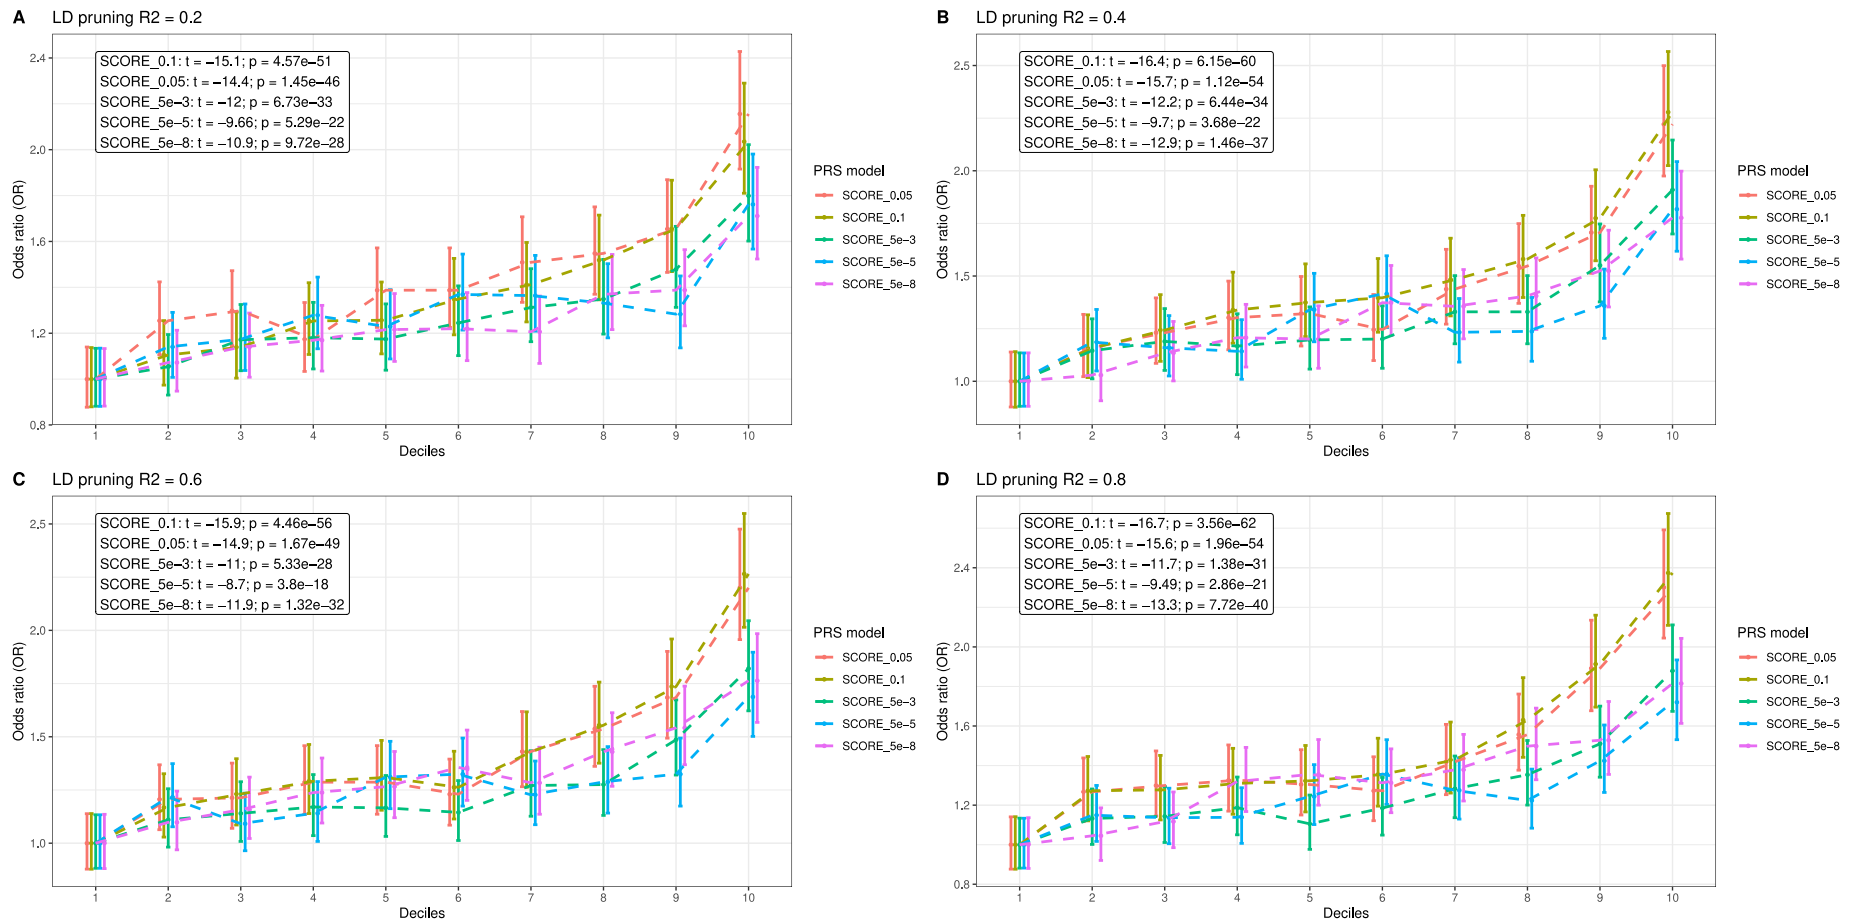 A LD pruning R2 = 0.2
Odds ratio (OR)
2.4
2.0
1.6
1.2
0.8
SCORE_0.1: t = −15.1; p = 4.57e−51
SCORE_0.05: t = −14.4; p = 1.45e−46
SCORE_5e−3: t = −12; p = 6.73e−33
SCORE_5e−5: t = −9.66; p = 5.29e−22
SCORE_5e−8: t = −10.9; p = 9.72e−28
1 2 3 4 5 6 7 8 9 10
Deciles
PRS model
SCORE_0.05
SCORE_0.1
SCORE_5e−3
SCORE_5e−5
SCORE_5e−8
B LD pruning R2 = 0.4
Odds ratio (OR)
2.5
2.0
1.5
1.0
SCORE_0.1: t = −16.4; p = 6.15e−60
SCORE_0.05: t = −15.7; p = 1.12e−54
SCORE_5e−3: t = −12.2; p = 6.44e−34
SCORE_5e−5: t = −9.7; p = 3.68e−22
SCORE_5e−8: t = −12.9; p = 1.46e−37
1 2 3 4 5 6 7 8 9 10
Deciles
PRS model
SCORE_0.05
SCORE_0.1
SCORE_5e−3
SCORE_5e−5
SCORE_5e−8
C LD pruning R2 = 0.6
Odds ratio (OR)
2.5
2.0
1.5
1.0
SCORE_0.1: t = −15.9; p = 4.46e−56
SCORE_0.05: t = −14.9; p = 1.67e−49
SCORE_5e−3: t = −11; p = 5.33e−28
SCORE_5e−5: t = −8.7; p = 3.8e−18
SCORE_5e−8: t = −11.9; p = 1.32e−32
1 2 3 4 5 6 7 8 9 10
Deciles
PRS model
SCORE_0.05
SCORE_0.1
SCORE_5e−3
SCORE_5e−5
SCORE_5e−8
D LD pruning R2 = 0.8
Odds ratio (OR)
2.4
2.0
1.6
1.2
0.8
SCORE_0.1: t = −16.7; p = 3.56e−62
SCORE_0.05: t = −15.6; p = 1.96e−54
SCORE_5e−3: t = −11.7; p = 1.38e−31
SCORE_5e−5: t = −9.49; p = 2.86e−21
SCORE_5e−8: t = −13.3; p = 7.72e−40
1 2 3 4 5 6 7 8 9 10
Deciles
PRS model
SCORE_0.05
SCORE_0.1
SCORE_5e−3
SCORE_5e−5
SCORE_5e−8